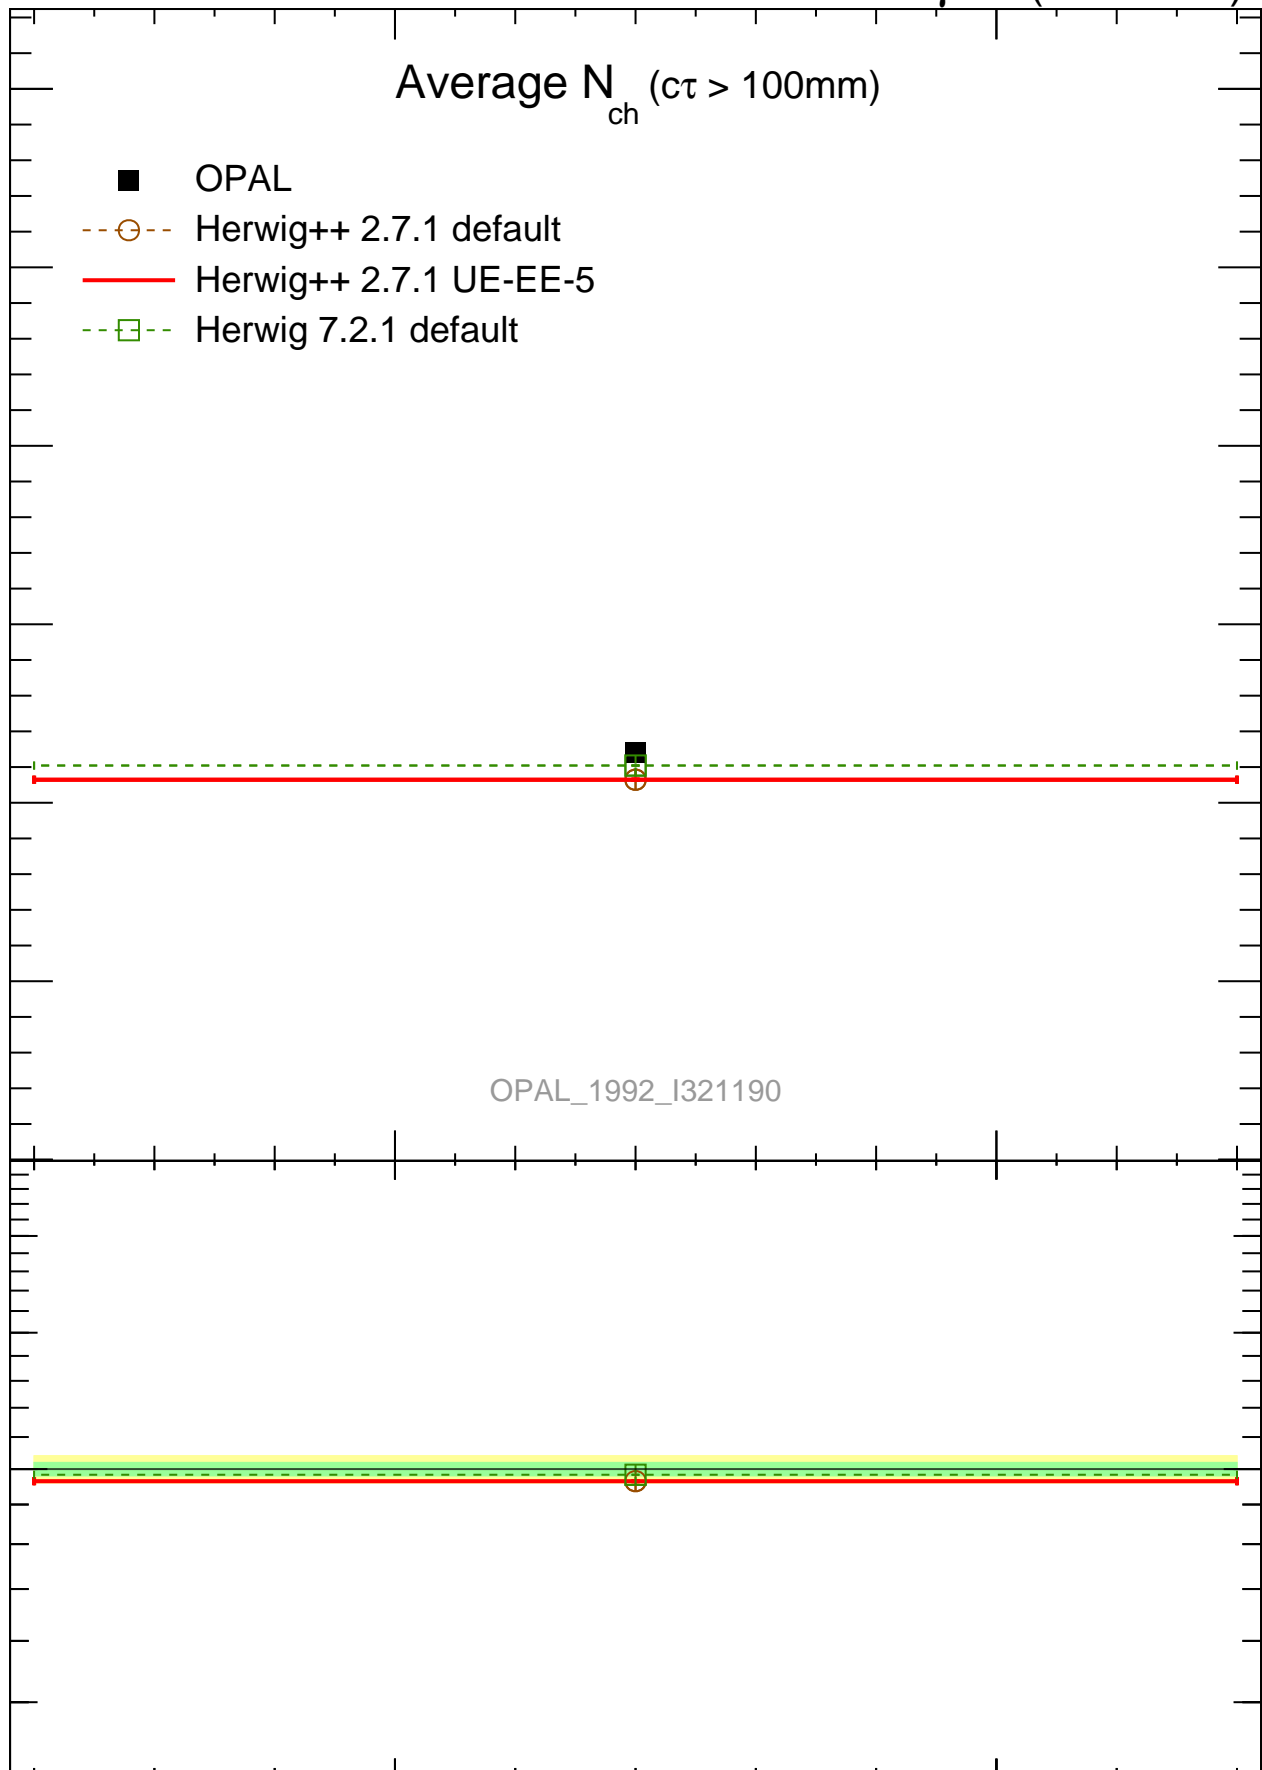 Average N_ch (cτ > 100mm)
OPAL
Herwig++ 2.7.1 default
Herwig++ 2.7.1 UE-EE-5
Herwig 7.2.1 default
OPAL_1992_I321190